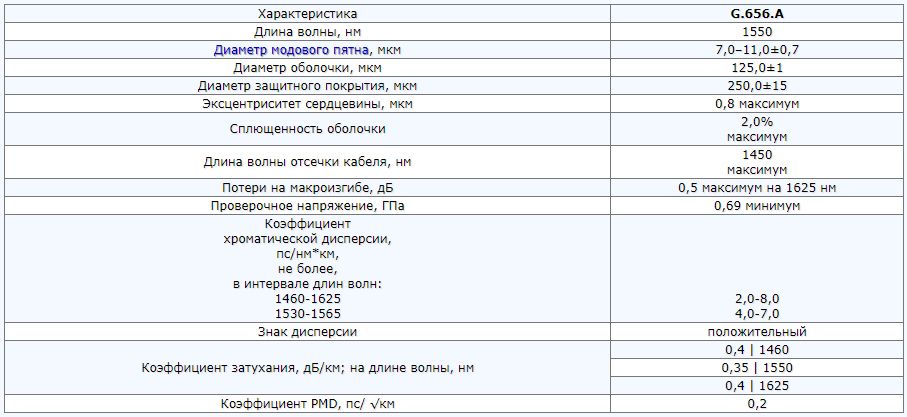 Характеристика G.656.A
Длина волны, нм 1550
Диаметр модового пятна, мкм 7,0–11,0±0,7
Диаметр оболочки, мкм 125,0±1
Диаметр защитного покрытия, мкм 250,0±15
Эксцентриситет сердцевины, мкм 0,8 максимум
Сплющенность оболочки 2,0%
максимум
Длина волны отсечки кабеля, нм 1450
максимум
Потери на макроизгибе, дБ 0,5 максимум на 1625 нм
Проверочное напряжение, ГПа 0,69 минимум
Коэффициент
хроматической дисперсии,
пс/нм*км,
не более,
в интервале длин волн:
1460-1625 2,0-8,0
1530-1565 4,0-7,0
Знак дисперсии положительный
Коэффициент затухания, дБ/км; на длине волны, нм 0,4 | 1460
0,35 | 1550
0,4 | 1625
Коэффициент PMD, пс/ √км 0,2